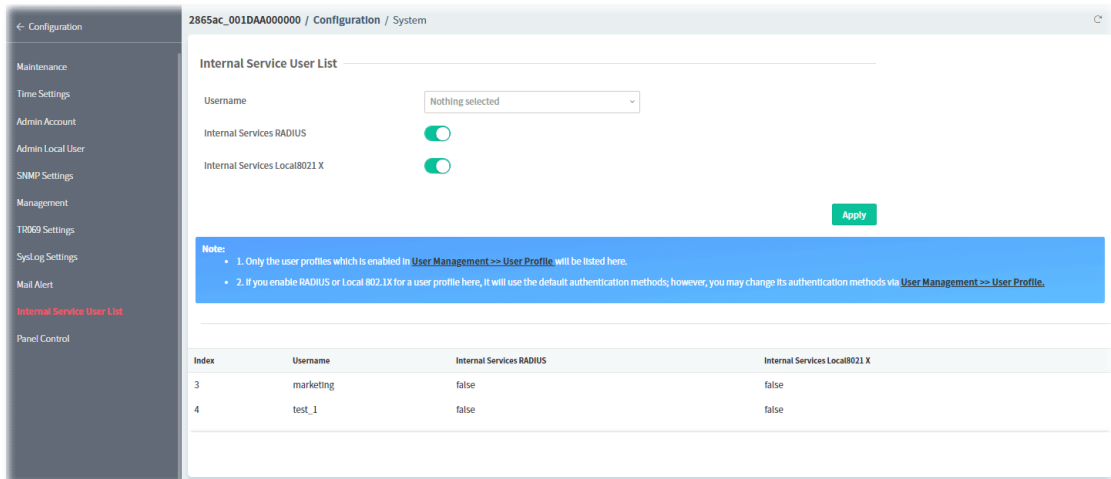 ← Configuration
2865ac_001DAA000000 / Configuration / System
Maintenance
Time Settings
Admin Account
Admin Local User
SNMP Settings
Management
TR069 Settings
SysLog Settings
Mail Alert
Internal Service User List
Panel Control
Internal Service User List
Username
Nothing selected
Internal Services RADIUS
Internal Services Local8021 X
Apply
Note:
• 1. Only the user profiles which is enabled in User Management >> User Profile will be listed here.
• 2. If you enable RADIUS or Local 802.1X for a user profile here, it will use the default authentication methods; however, you may change its authentication methods via User Management >> User Profile.
Index Username Internal Services RADIUS Internal Services Local8021 X
3 marketing false false
4 test_1 false false